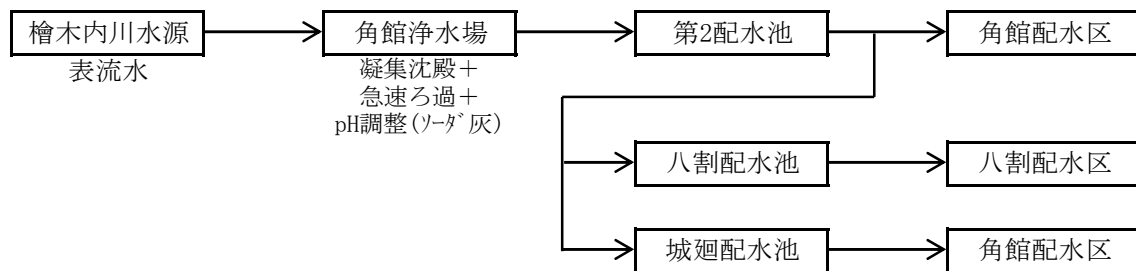 檜木内川水源
角館浄水場
第2配水池
角館配水区
表流水
凝集沈殿＋
急速ろ過＋
pH調整(ｿｰﾀﾞ灰)
八割配水池
八割配水区
城廻配水池
角館配水区